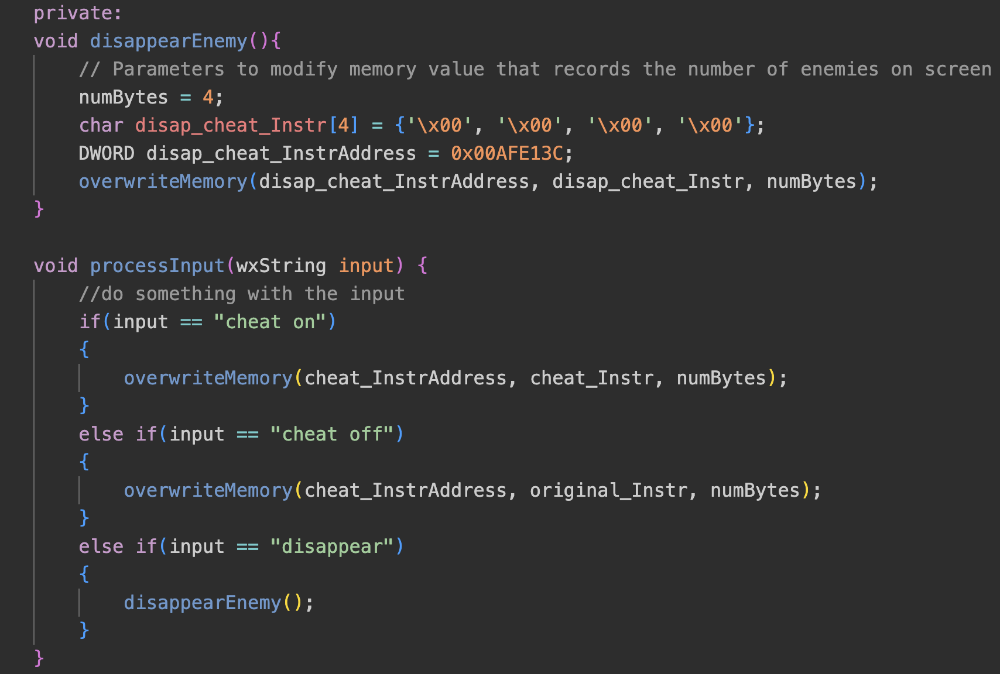 private:
void disappearEnemy(){
    // Parameters to modify memory value that records the number of enemies on screen
    numBytes = 4;
    char disap_cheat_Instr[4] = {'\x00', '\x00', '\x00', '\x00'};
    DWORD disap_cheat_InstrAddress = 0x00AFE13C;
    overwriteMemory(disap_cheat_InstrAddress, disap_cheat_Instr, numBytes);
}

void processInput(wxString input) {
    //do something with the input
    if(input == "cheat on")
    {
        overwriteMemory(cheat_InstrAddress, cheat_Instr, numBytes);
    }
    else if(input == "cheat off")
    {
        overwriteMemory(cheat_InstrAddress, original_Instr, numBytes);
    }
    else if(input == "disappear")
    {
        disappearEnemy();
    }
}